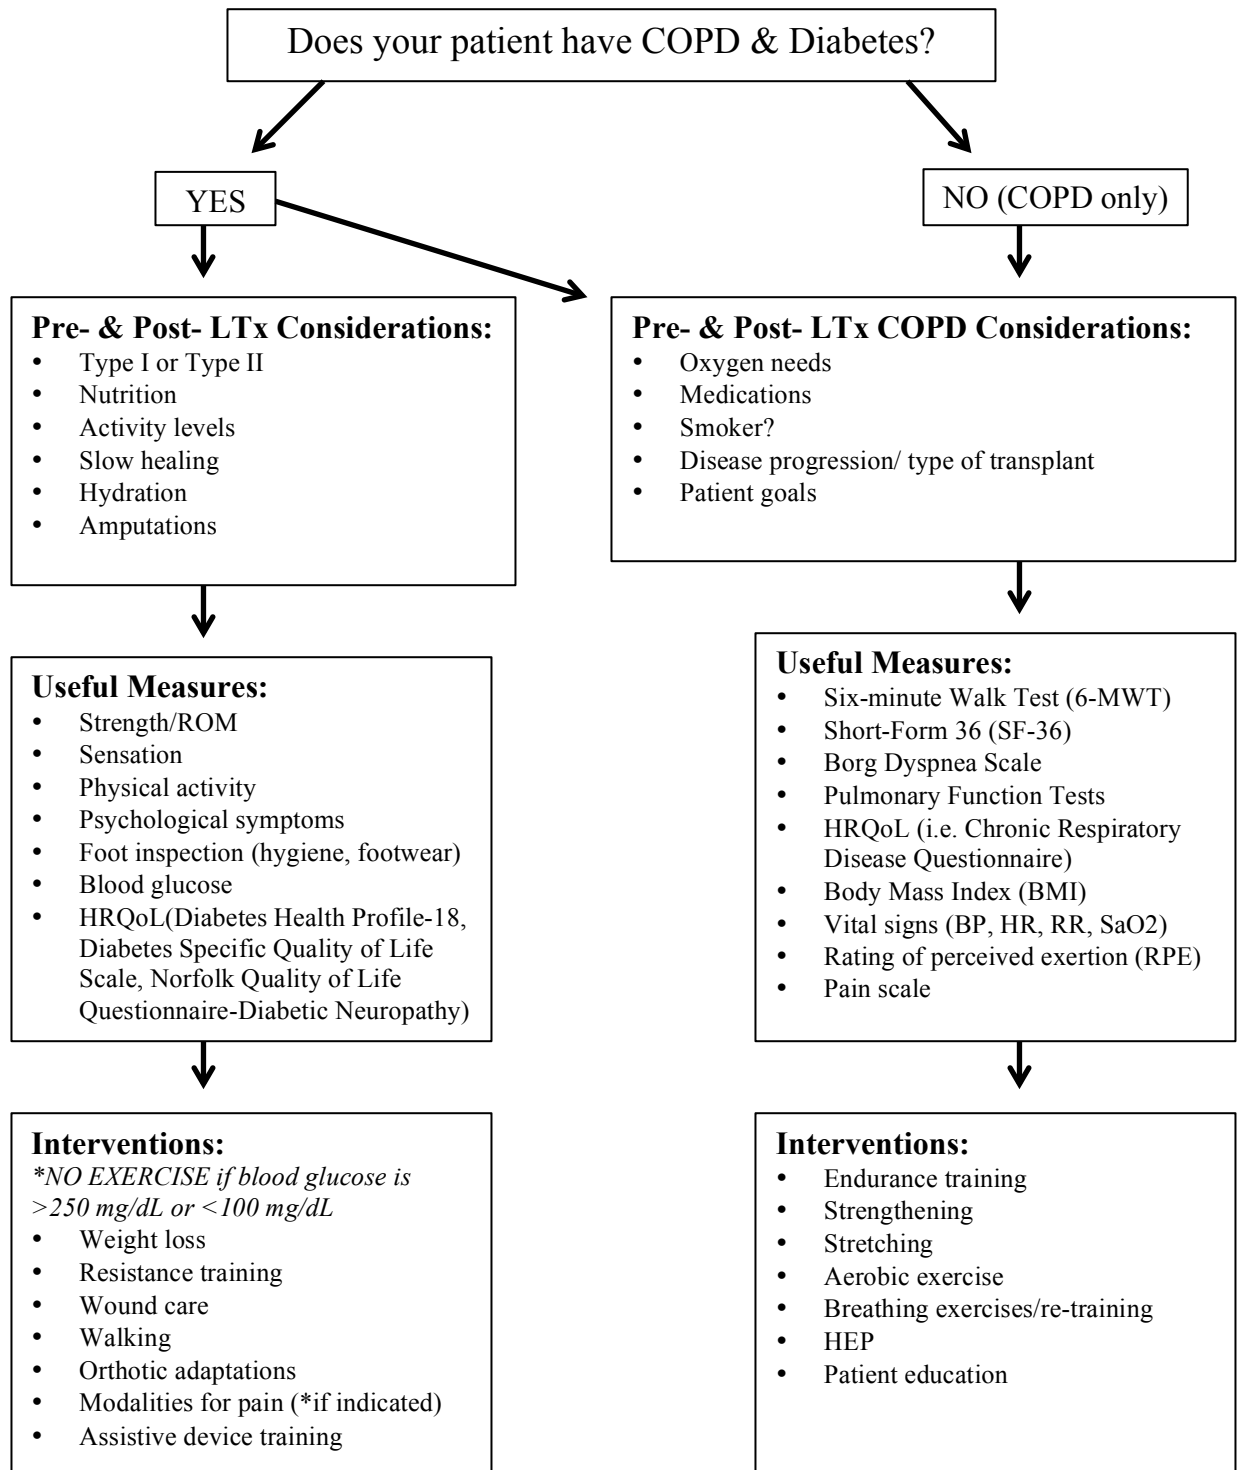 Does your patient have COPD & Diabetes?
YES
NO (COPD only)
Pre- & Post- LTx Considerations:
• Type I or Type II
• Nutrition
• Activity levels
• Slow healing
• Hydration
• Amputations
Pre- & Post- LTx COPD Considerations:
• Oxygen needs
• Medications
• Smoker?
• Disease progression/ type of transplant
• Patient goals
Useful Measures:
• Strength/ROM
• Sensation
• Physical activity
• Psychological symptoms
• Foot inspection (hygiene, footwear)
• Blood glucose
• HRQoL(Diabetes Health Profile-18,
Diabetes Specific Quality of Life
Scale, Norfolk Quality of Life
Questionnaire-Diabetic Neuropathy)
Useful Measures:
• Six-minute Walk Test (6-MWT)
• Short-Form 36 (SF-36)
• Borg Dyspnea Scale
• Pulmonary Function Tests
• HRQoL (i.e. Chronic Respiratory
Disease Questionnaire)
• Body Mass Index (BMI)
• Vital signs (BP, HR, RR, SaO2)
• Rating of perceived exertion (RPE)
• Pain scale
Interventions:
*NO EXERCISE if blood glucose is
>250 mg/dL or <100 mg/dL
• Weight loss
• Resistance training
• Wound care
• Walking
• Orthotic adaptations
• Modalities for pain (*if indicated)
• Assistive device training
Interventions:
• Endurance training
• Strengthening
• Stretching
• Aerobic exercise
• Breathing exercises/re-training
• HEP
• Patient education